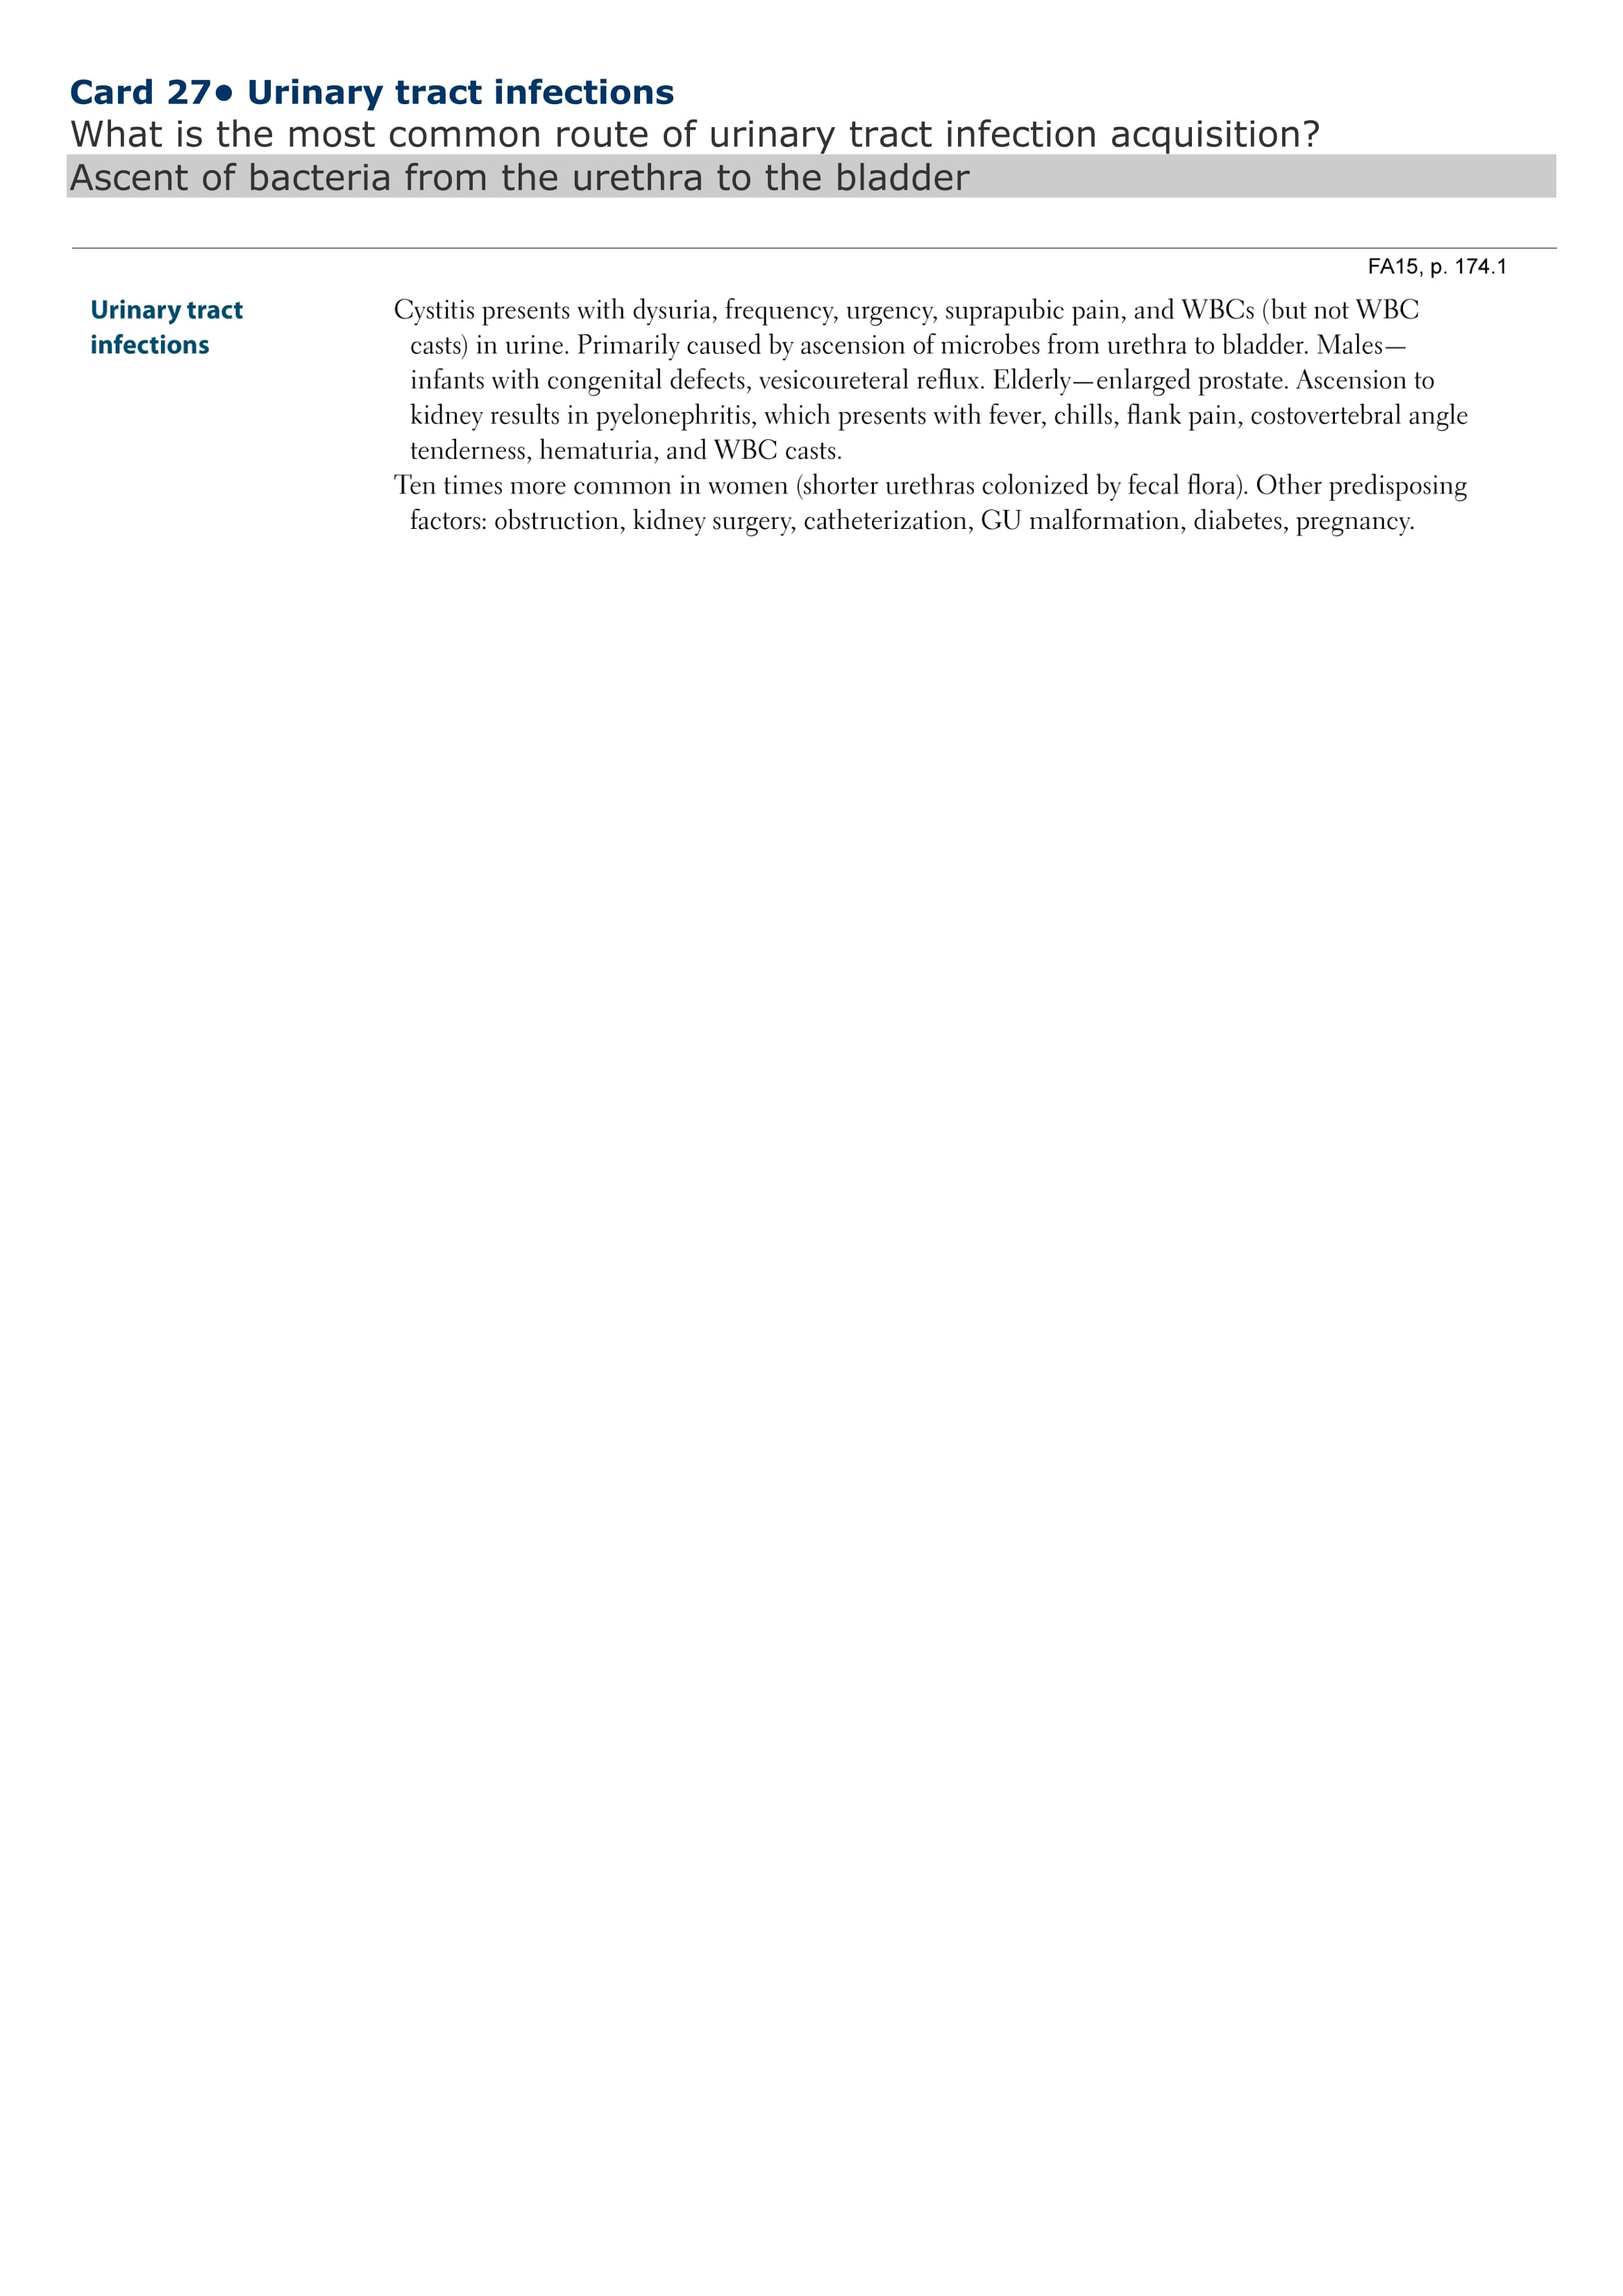 Card 27● Urinary tract infections
What is the most common route of urinary tract infection acquisition?
Ascent of bacteria from the urethra to the bladder
FA15, p. 174.1
Urinary tract
infections
Cystitis presents with dysuria, frequency, urgency, suprapubic pain, and WBCs (but not WBC
casts) in urine. Primarily caused by ascension of microbes from urethra to bladder. Males—
infants with congenital defects, vesicoureteral reflux. Elderly—enlarged prostate. Ascension to
kidney results in pyelonephritis, which presents with fever, chills, flank pain, costovertebral angle
tenderness, hematuria, and WBC casts.
Ten times more common in women (shorter urethras colonized by fecal flora). Other predisposing
factors: obstruction, kidney surgery, catheterization, GU malformation, diabetes, pregnancy.